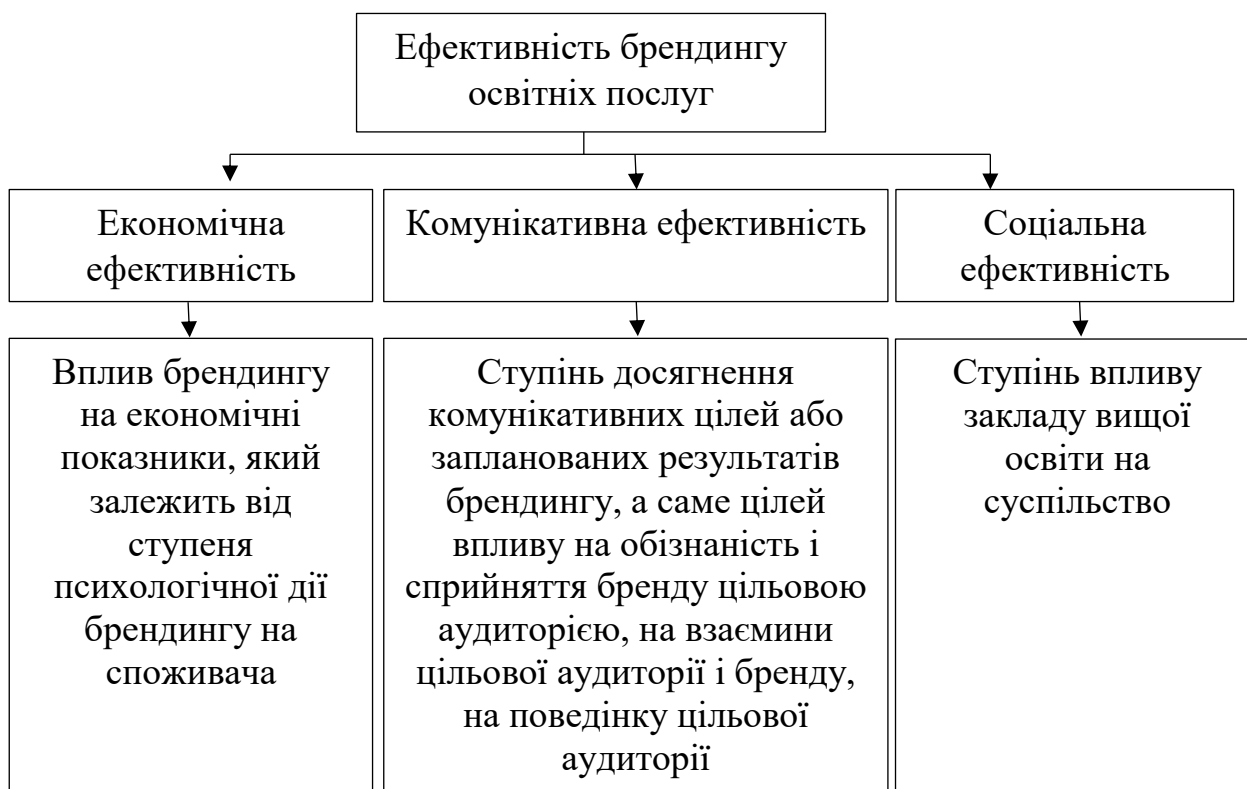 Ефективність брендингу
освітніх послуг
Економічна
ефективність
Комунікативна ефективність
Соціальна
ефективність
Вплив брендингу
на економічні
показники, який
залежить від
ступеня
психологічної дії
брендингу на
споживача
Ступінь досягнення
комунікативних цілей або
запланованих результатів
брендингу, а саме цілей
впливу на обізнаність і
сприйняття бренду цільовою
аудиторією, на взаємини
цільової аудиторії і бренду,
на поведінку цільової
аудиторії
Ступінь впливу
закладу вищої
освіти на
суспільство